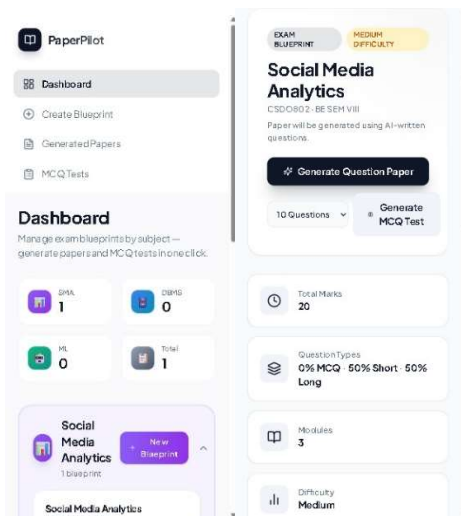 PaperPilot
Dashboard
Create Blueprint
Generated Papers
MCQ Tests
Dashboard
Manage exam blueprints by subject —
generate papers and MCQ tests in one click.
SMA
1
DBMS
0
ML
0
Total
1
Social
Media
Analytics
1 blueprint
+ New
Blueprint
Social Media Analytics
EXAM
BLUEPRINT
MEDIUM
DIFFICULTY
Social Media
Analytics
CSDO802 · BE SEM VIII
Paper will be generated using AI-written
questions.
Generate Question Paper
10 Questions
Generate
MCQ Test
Total Marks
20
Question Types
0% MCQ · 50% Short · 50%
Long
Modules
3
Difficulty
Medium